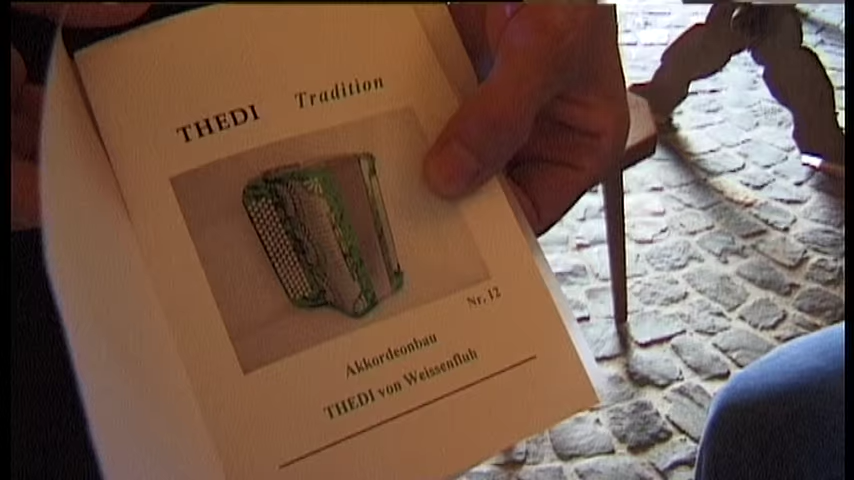 THEDI Tradition
Nr. 12
Akkordeonbau
THEDI von Weissenfluh